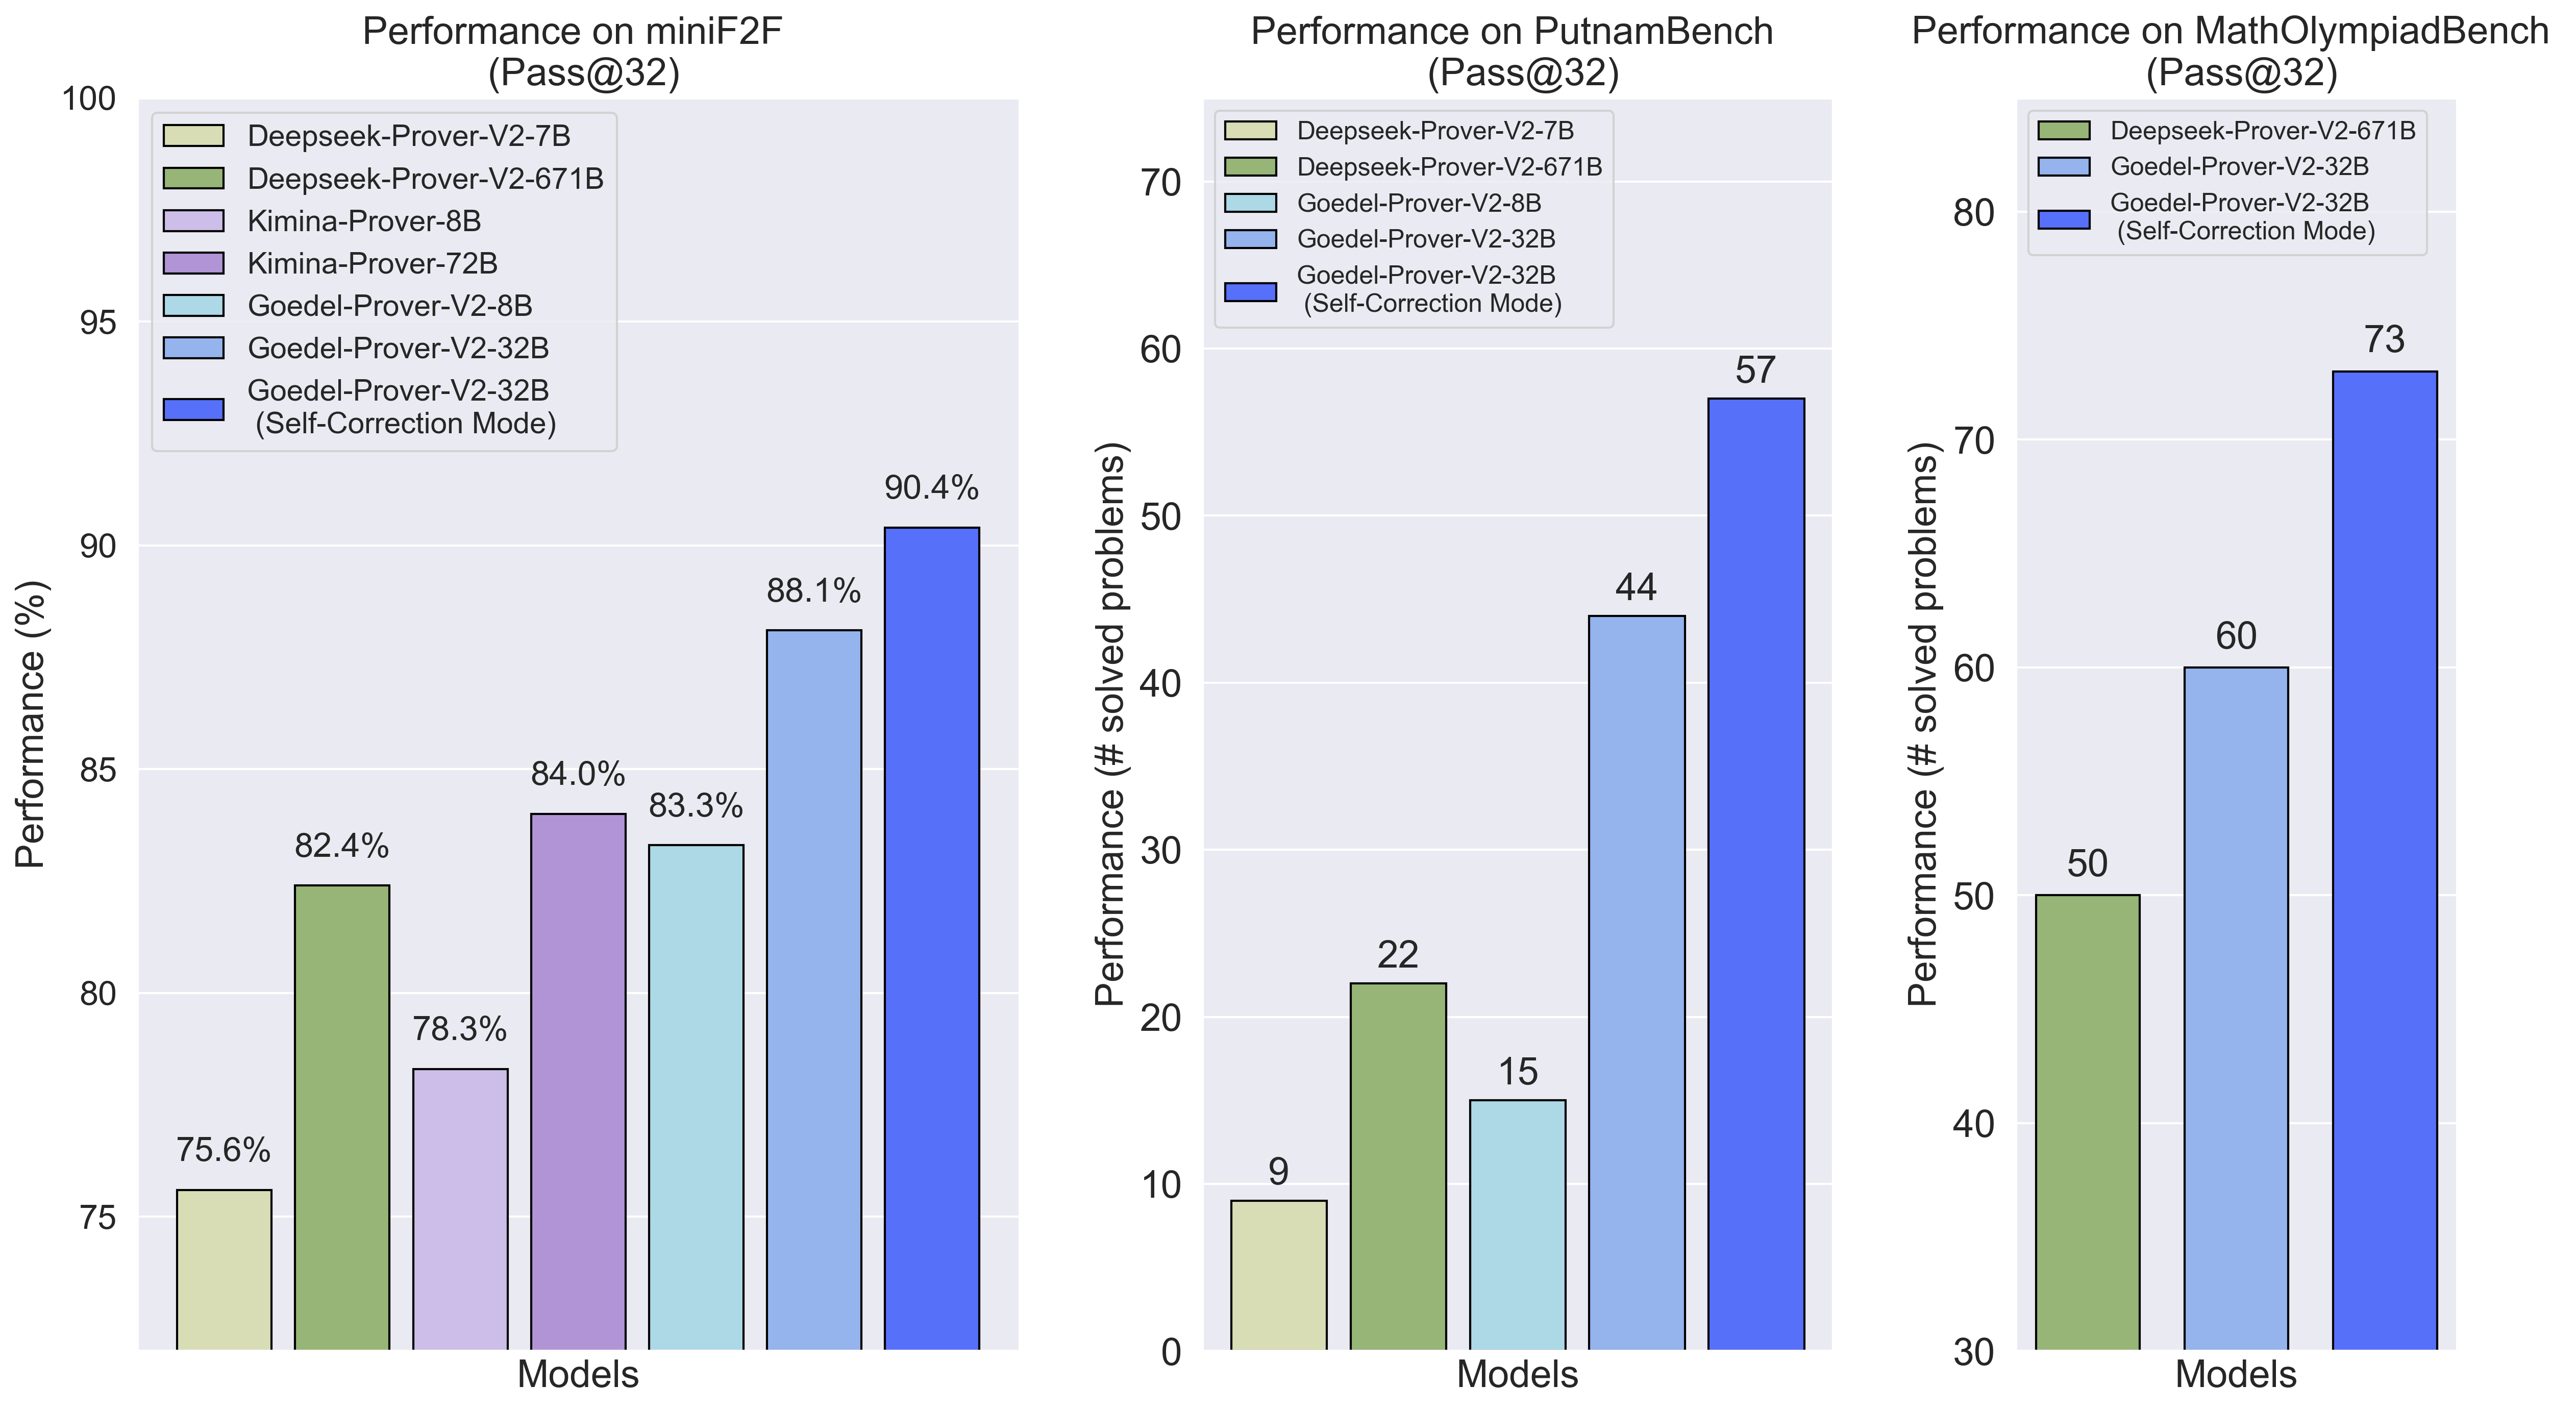 Performance on miniF2F
(Pass@32)
100
95
90
85
80
75
Performance (%)
Deepseek-Prover-V2-7B
Deepseek-Prover-V2-671B
Kimina-Prover-8B
Kimina-Prover-72B
Goedel-Prover-V2-8B
Goedel-Prover-V2-32B
Goedel-Prover-V2-32B
(Self-Correction Mode)
75.6%
82.4%
78.3%
84.0%
83.3%
88.1%
90.4%
Models
Performance on PutnamBench
(Pass@32)
70
60
50
40
30
20
10
0
Performance (# solved problems)
Deepseek-Prover-V2-7B
Deepseek-Prover-V2-671B
Goedel-Prover-V2-8B
Goedel-Prover-V2-32B
Goedel-Prover-V2-32B
(Self-Correction Mode)
9
22
15
44
57
Models
Performance on MathOlympiadBench
(Pass@32)
80
70
60
50
40
30
Performance (# solved problems)
Deepseek-Prover-V2-671B
Goedel-Prover-V2-32B
Goedel-Prover-V2-32B
(Self-Correction Mode)
50
60
73
Models